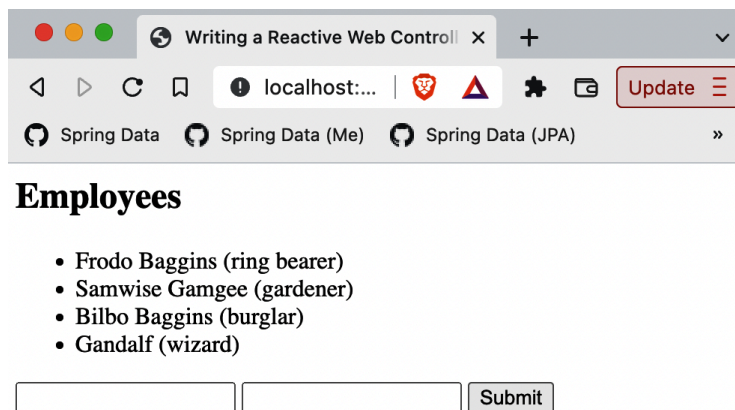 Writing a Reactive Web Controll
localhost:...
Update
Spring Data
Spring Data (Me)
Spring Data (JPA)
»
Employees
• Frodo Baggins (ring bearer)
• Samwise Gamgee (gardener)
• Bilbo Baggins (burglar)
• Gandalf (wizard)
Submit